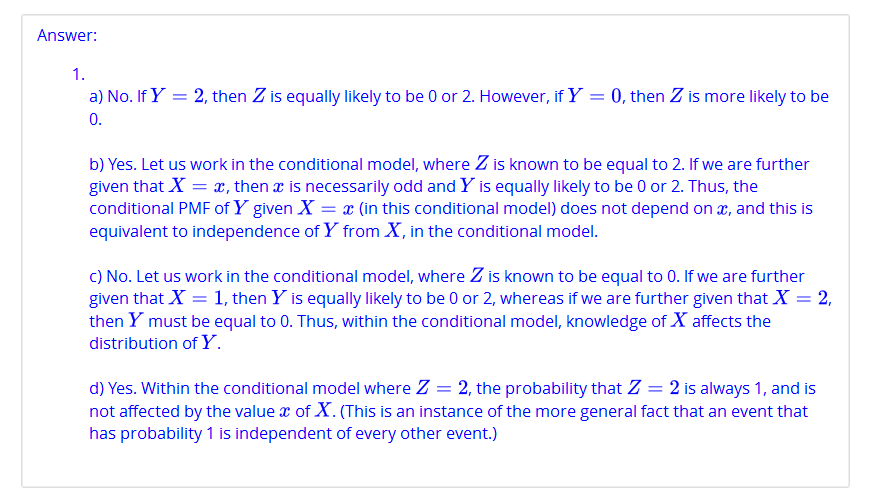 Answer:
1.
a) No. If Y = 2, then Z is equally likely to be 0 or 2. However, if Y = 0, then Z is more likely to be
0.
b) Yes. Let us work in the conditional model, where Z is known to be equal to 2. If we are further
given that X = x, then x is necessarily odd and Y is equally likely to be 0 or 2. Thus, the
conditional PMF of Y given X = x (in this conditional model) does not depend on x, and this is
equivalent to independence of Y from X, in the conditional model.
c) No. Let us work in the conditional model, where Z is known to be equal to 0. If we are further
given that X = 1, then Y is equally likely to be 0 or 2, whereas if we are further given that X = 2,
then Y must be equal to 0. Thus, within the conditional model, knowledge of X affects the
distribution of Y.
d) Yes. Within the conditional model where Z = 2, the probability that Z = 2 is always 1, and is
not affected by the value x of X. (This is an instance of the more general fact that an event that
has probability 1 is independent of every other event.)